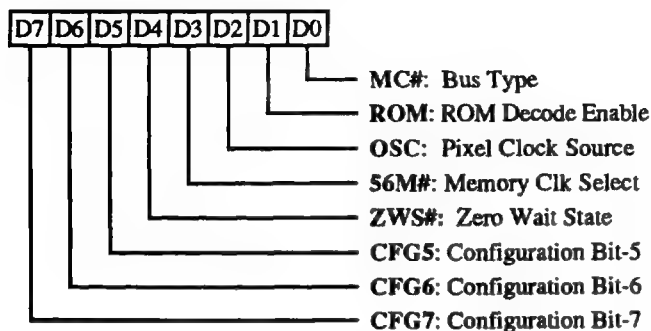 D7 D6 D5 D4 D3 D2 D1 D0
MC#: Bus Type
ROM: ROM Decode Enable
OSC: Pixel Clock Source
56M#: Memory Clk Select
ZWS#: Zero Wait State
CFG5: Configuration Bit-5
CFG6: Configuration Bit-6
CFG7: Configuration Bit-7